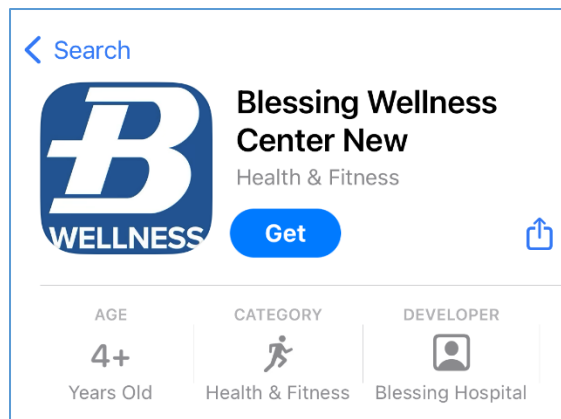 Search
B
WELLNESS
Blessing Wellness
Center New
Health & Fitness
Get
AGE
4+
Years Old
CATEGORY
Health & Fitness
DEVELOPER
Blessing Hospital